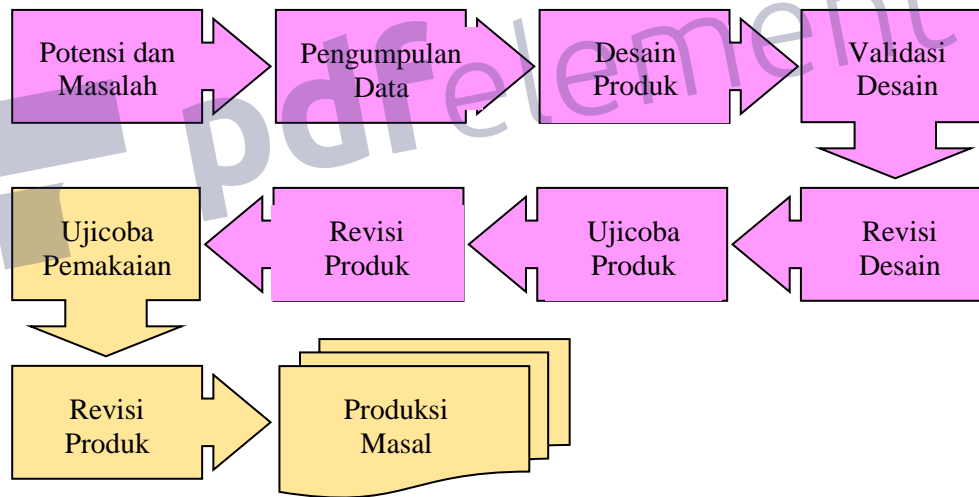 Potensi dan
Masalah
Pengumpulan
Data
Desain
Produk
Validasi
Desain
Revisi
Desain
Ujicoba
Produk
Revisi
Produk
Ujicoba
Pemakaian
Revisi
Produk
Produksi
Masal
pdfelement